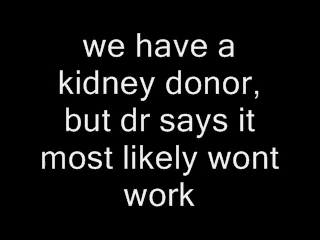 we have a
kidney donor,
but dr says it
most likely wont
work